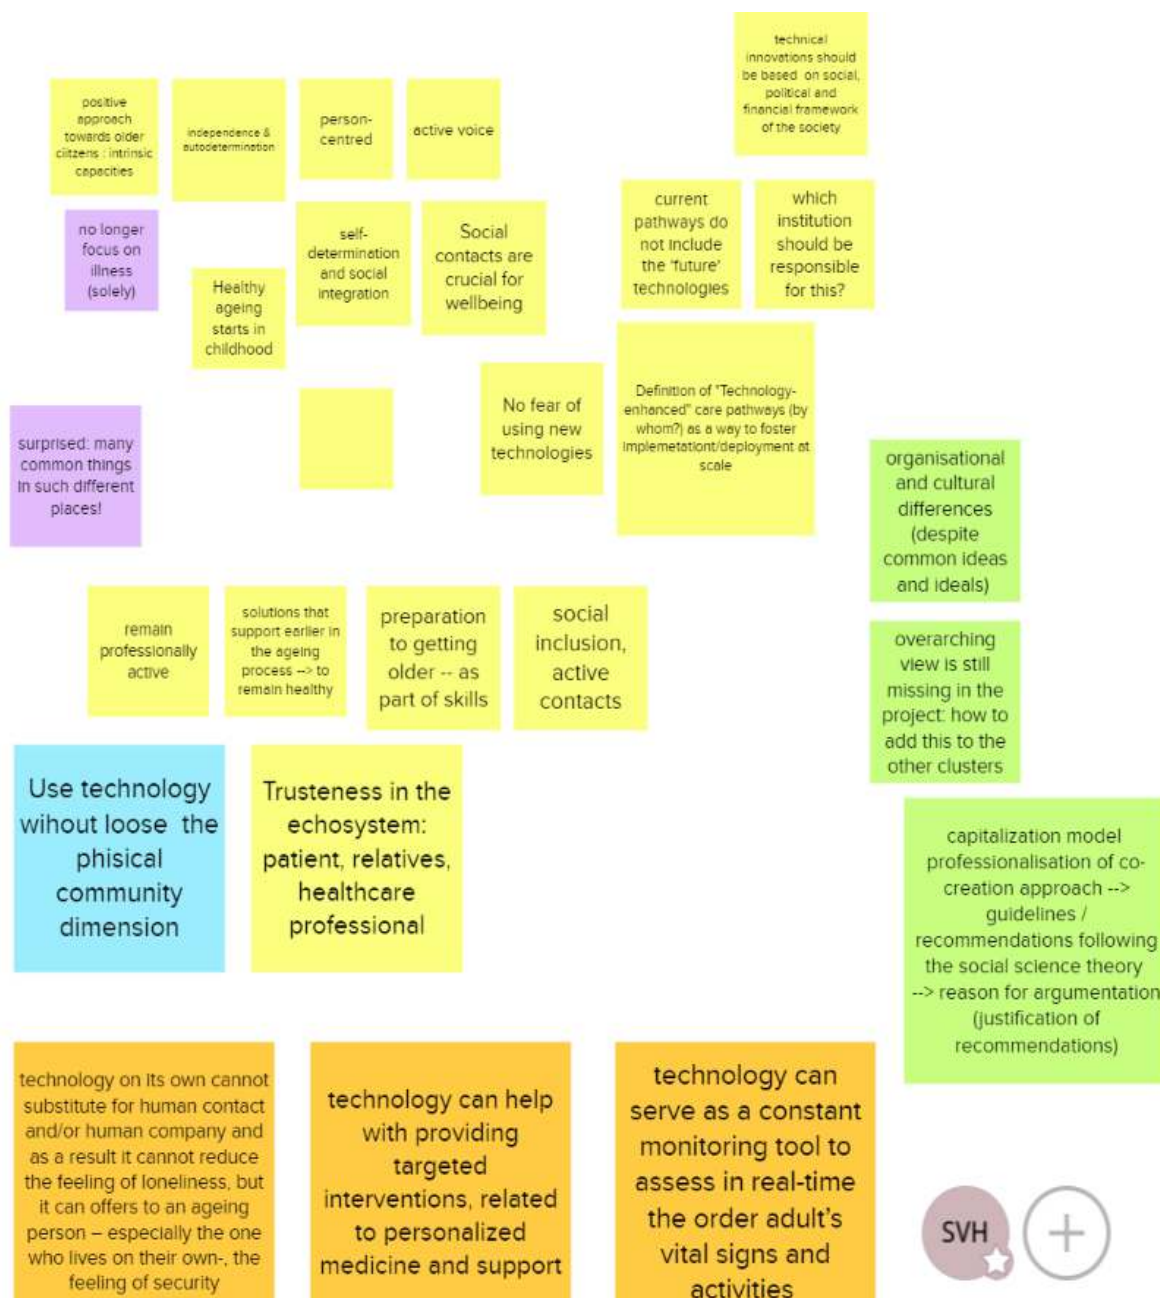 technical
innovations should
be based on social,
political and
financial framework
of the society
positive
approach
towards older
ciitzens : intrinsic
capacities
independence &
autodetermination
person-
centred
active voice
no longer
focus on
illness
(solely)
Healthy
ageing
starts in
childhood
self-
determination
and social
integration
Social
contacts are
crucial for
wellbeing
current
pathways do
not include
the 'future'
technologies
which
institution
should be
responsible
for this?
surprised: many
common things
in such different
places!
No fear of
using new
technologies
Definition of "Technology-
enhanced" care pathways (by
whom?) as a way to foster
implemetationt/deployment at
scale
organisational
and cultural
differences
(despite
common ideas
and ideals)
remain
professionally
active
solutions that
support earlier in
the ageing
process --> to
remain healthy
preparation
to getting
older -- as
part of skills
social
inclusion,
active
contacts
overarching
view is still
missing in the
project: how to
add this to the
other clusters
Use technology
wihout loose the
phisical
community
dimension
Trusteness in the
echosystem:
patient, relatives,
healthcare
professional
capitalization model
professionalisation of co-
creation approach -->
guidelines /
recommendations following
the social science theory
--> reason for argumentation
(justification of
recommendations)
technology on its own cannot
substitute for human contact
and/or human company and
as a result it cannot reduce
the feeling of loneliness, but
it can offers to an ageing
person – especially the one
who lives on their own-, the
feeling of security
technology can help
with providing
targeted
interventions, related
to personalized
medicine and support
technology can
serve as a constant
monitoring tool to
assess in real-time
the order adult's
vital signs and
activities
SVH